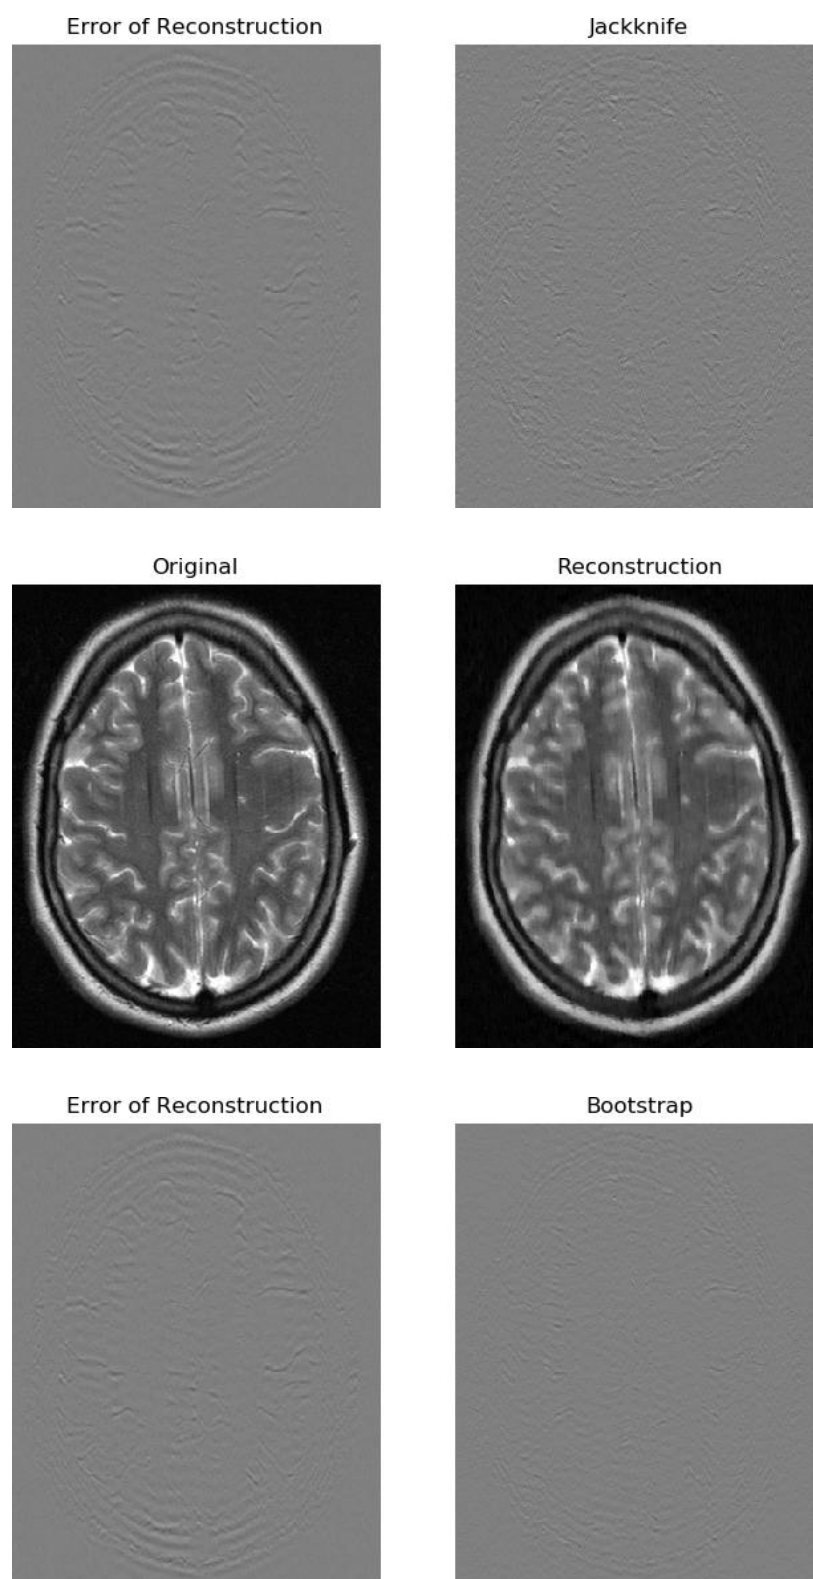 Error of Reconstruction
Jackknife
Original
Reconstruction
Error of Reconstruction
Bootstrap